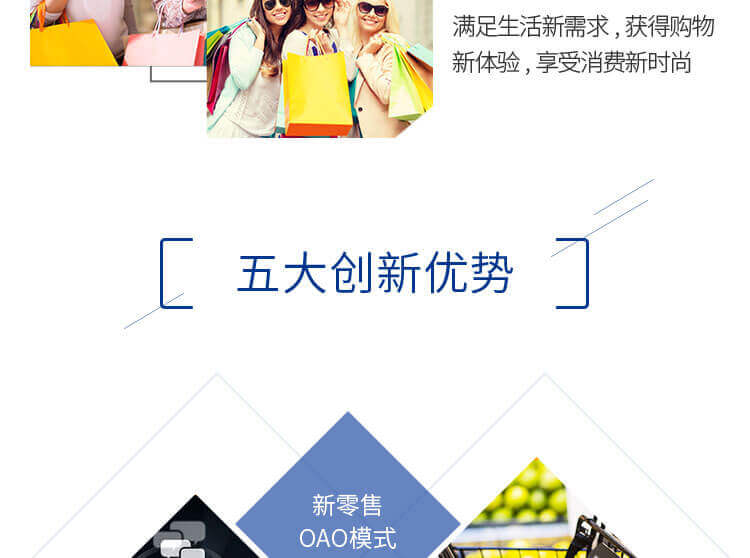 满足生活新需求，获得购物
新体验，享受消费新时尚
五大创新优势
新零售
OAO模式